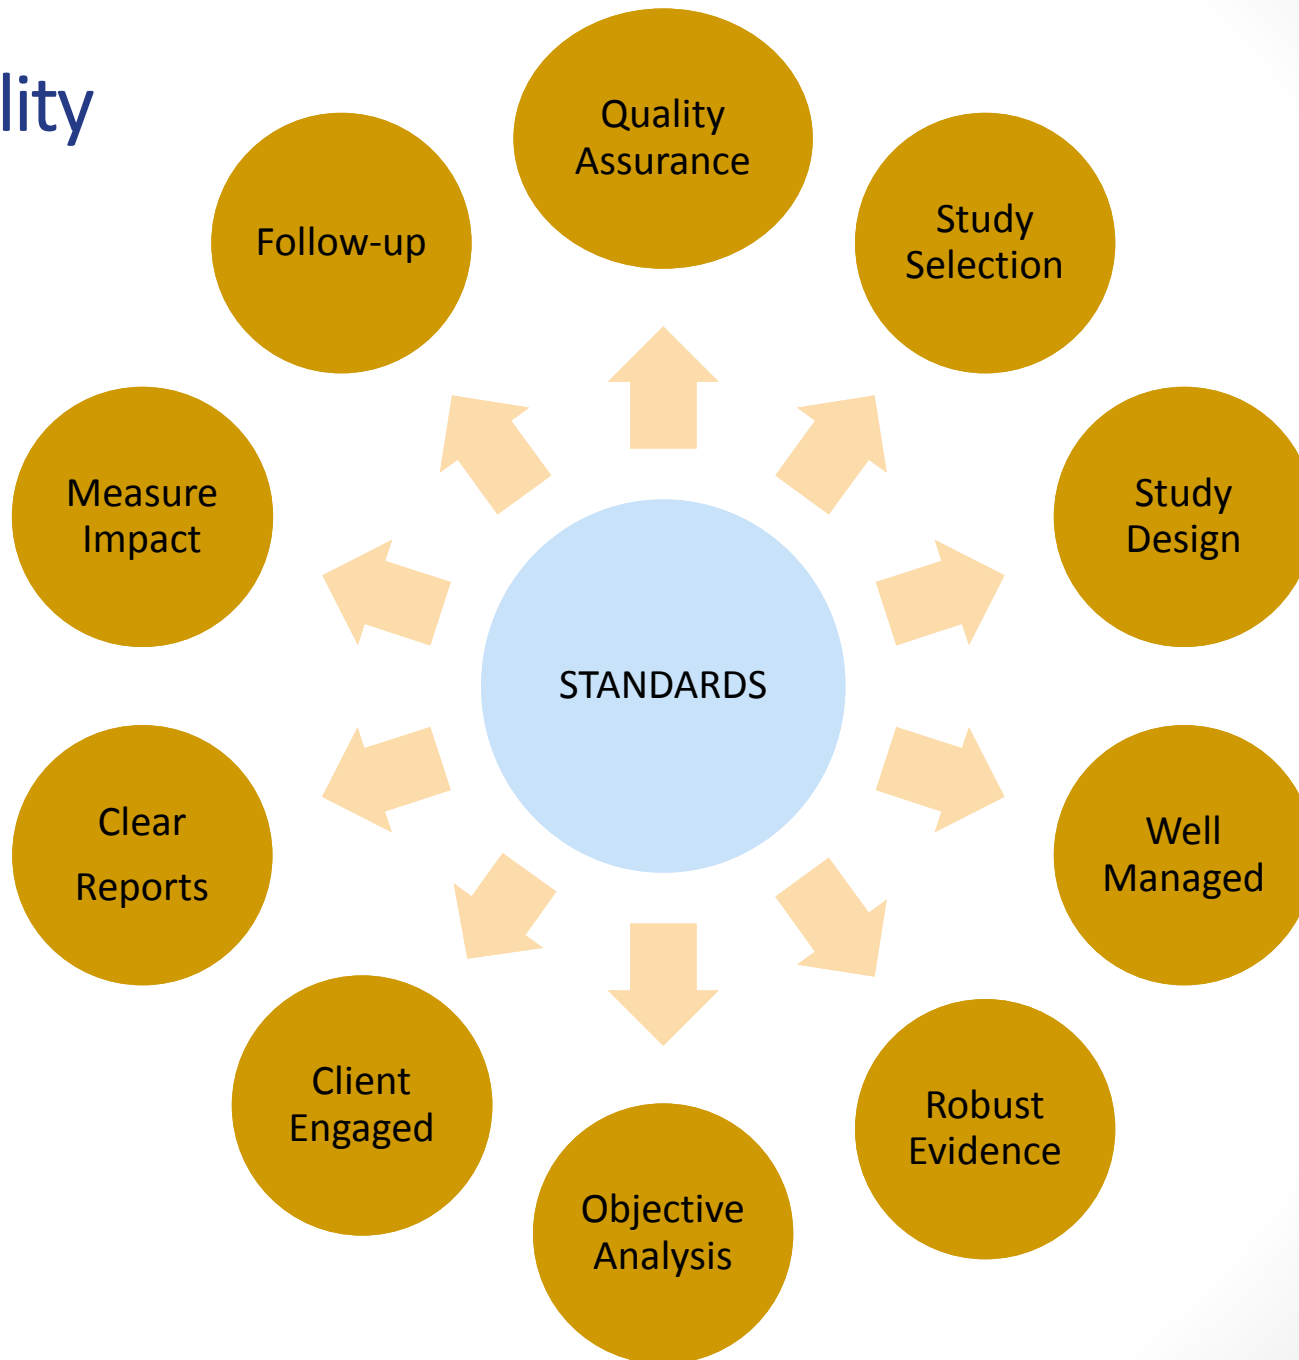 lity
Quality
Assurance
Study
Selection
Study
Design
Well
Managed
Robust
Evidence
Objective
Analysis
Client
Engaged
Clear
Reports
Measure
Impact
Follow-up
STANDARDS